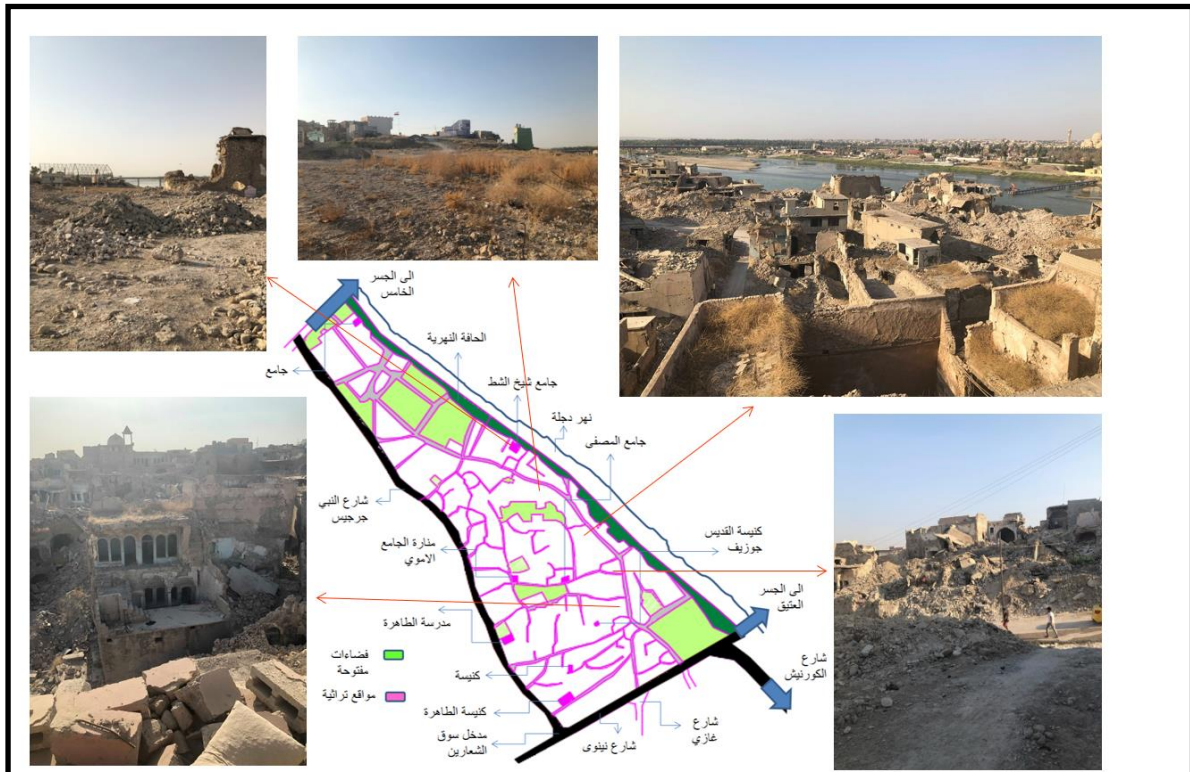 الى الجسر
الخامس
الحافة النهرية
جامع شيخ الشط
جامع
نهر دجلة
جامع المصفى
شارع النبي
جرجيس
كنيسة القديس
جوزيف
منارة الجامع
الاموي
الى الجسر
العتيق
مدرسة الطاهرة
فضاءات
مفتوحة
كنيسة
شارع
الكورنيش
مواقع تراثية
كنيسة الطاهرة
شارع
غازي
مدخل سوق
الشعارين
شارع نينوى